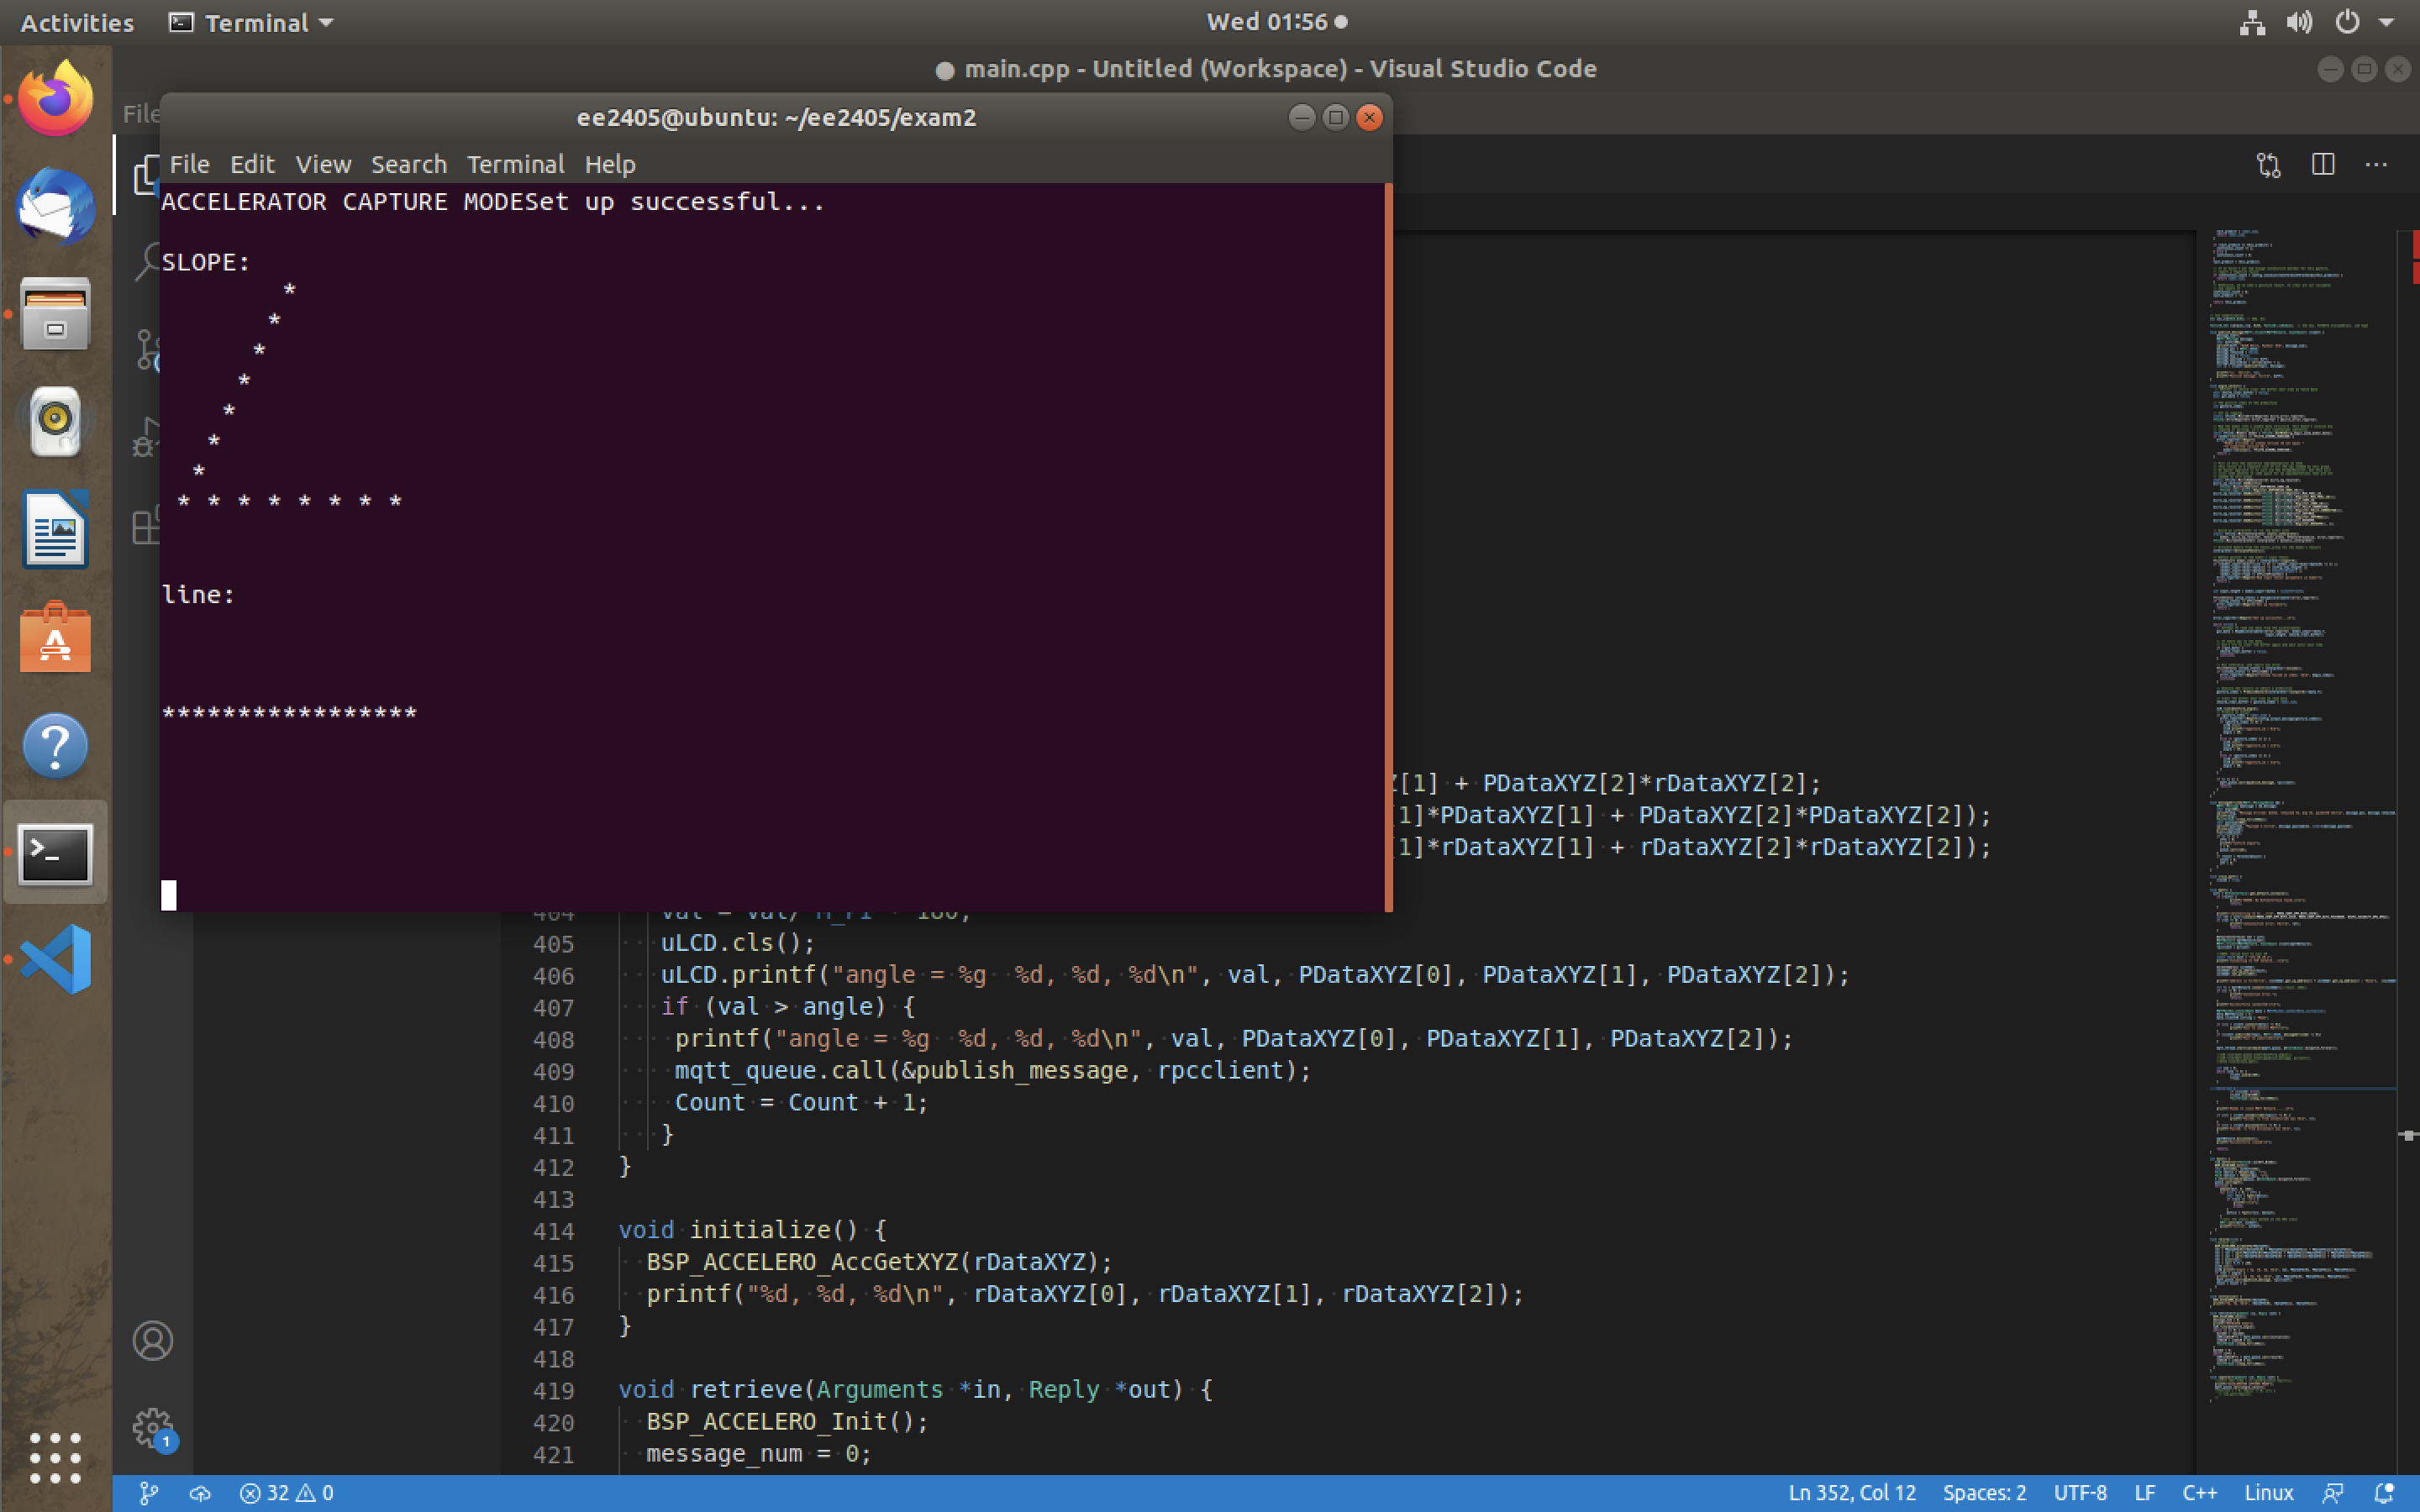 Activities
Terminal
Wed 01:56
main.cpp - Untitled (Workspace) - Visual Studio Code
File
ee2405@ubuntu: ~/ee2405/exam2
File Edit View Search Terminal Help
ACCELERATOR CAPTURE MODESet up successful...
SLOPE:
*
*
*
*
*
*
*
* * * * * * * *
line:
*****************
[1] + PDataXYZ[2]*rDataXYZ[2];
[1]*PDataXYZ[1] + PDataXYZ[2]*PDataXYZ[2]);
[1]*rDataXYZ[1] + rDataXYZ[2]*rDataXYZ[2]);
404 val = val/ M_PI * 180;
405 uLCD.cls();
406 uLCD.printf("angle = %g  %d, %d, %d\n", val, PDataXYZ[0], PDataXYZ[1], PDataXYZ[2]);
407 if (val > angle) {
408 printf("angle = %g  %d, %d, %d\n", val, PDataXYZ[0], PDataXYZ[1], PDataXYZ[2]);
409 mqtt_queue.call(&publish_message, rpcclient);
410 Count = Count + 1;
411 }
412 }
413
414 void initialize() {
415 BSP_ACCELERO_AccGetXYZ(rDataXYZ);
416 printf("%d, %d, %d\n", rDataXYZ[0], rDataXYZ[1], rDataXYZ[2]);
417 }
418
419 void retrieve(Arguments *in, Reply *out) {
420 BSP_ACCELERO_Init();
421 message_num = 0;
1
32 0
Ln 352, Col 12 Spaces: 2 UTF-8 LF C++ Linux